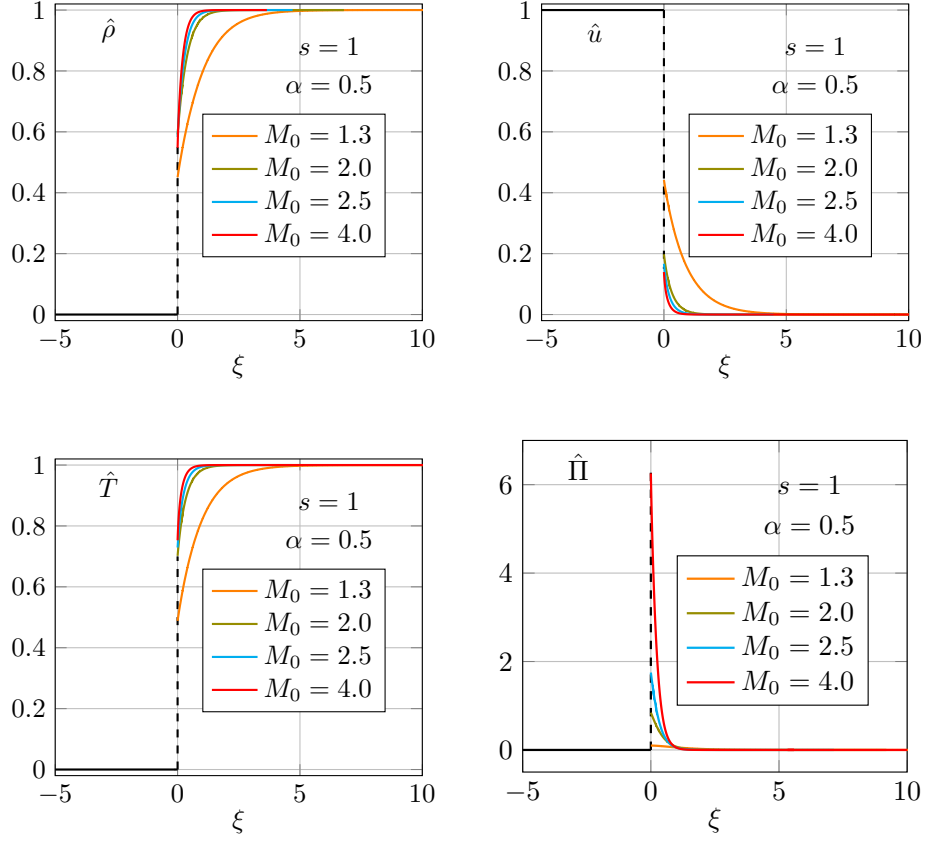 ρ̂
s = 1
α = 0.5
M₀ = 1.3
M₀ = 2.0
M₀ = 2.5
M₀ = 4.0
1
0.8
0.6
0.4
0.2
0
−5 0 5 10
ξ
û
s = 1
α = 0.5
M₀ = 1.3
M₀ = 2.0
M₀ = 2.5
M₀ = 4.0
1
0.8
0.6
0.4
0.2
0
−5 0 5 10
ξ
T̂
s = 1
α = 0.5
M₀ = 1.3
M₀ = 2.0
M₀ = 2.5
M₀ = 4.0
1
0.8
0.6
0.4
0.2
0
−5 0 5 10
ξ
Π̂
s = 1
α = 0.5
M₀ = 1.3
M₀ = 2.0
M₀ = 2.5
M₀ = 4.0
6
4
2
0
−5 0 5 10
ξ